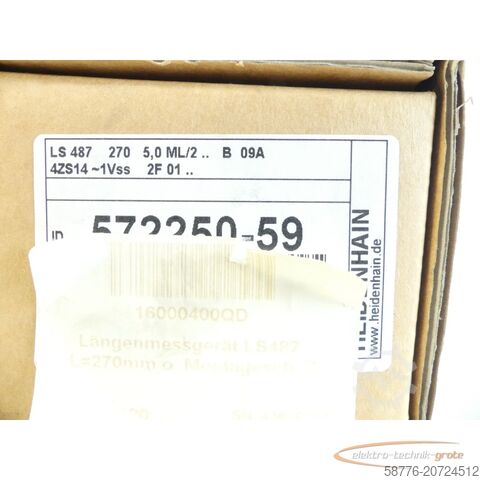 LS 487 270 5,0 ML/2 .. B 09A
4ZS14 ~1Vss 2F 01 ..
ID 572250-59
HEIDENHAIN
www.heidenhain.de
16000400QD
Längenmessgerät LS487
L=270mm o.
elektro-technik-grote
58776-20724512